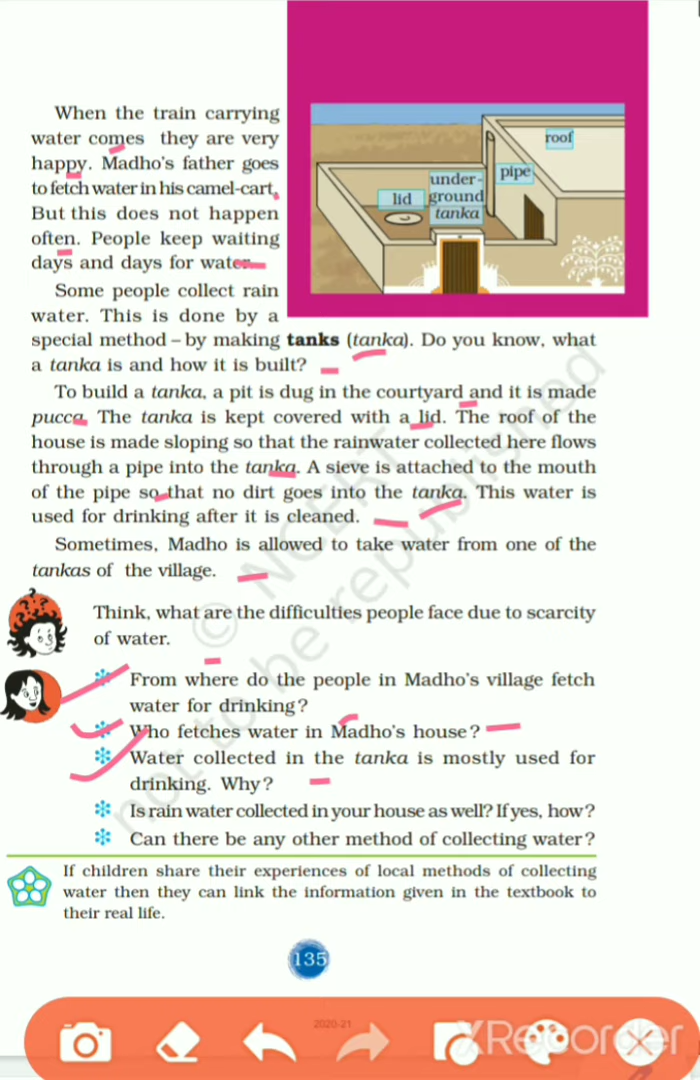 When the train carrying
water comes they are very
happy. Madho's father goes
to fetch water in his camel-cart.
But this does not happen
often. People keep waiting
days and days for water.
Some people collect rain
water. This is done by a
special method – by making tanks (tanka). Do you know, what
a tanka is and how it is built?
roof
pipe
under-
ground
tanka
lid
To build a tanka, a pit is dug in the courtyard and it is made
pucca. The tanka is kept covered with a lid. The roof of the
house is made sloping so that the rainwater collected here flows
through a pipe into the tanka. A sieve is attached to the mouth
of the pipe so that no dirt goes into the tanka. This water is
used for drinking after it is cleaned.
Sometimes, Madho is allowed to take water from one of the
tankas of the village.
Think, what are the difficulties people face due to scarcity
of water.
From where do the people in Madho's village fetch
water for drinking?
Who fetches water in Madho's house?
Water collected in the tanka is mostly used for
drinking. Why?
Is rain water collected in your house as well? If yes, how?
Can there be any other method of collecting water?
If children share their experiences of local methods of collecting
water then they can link the information given in the textbook to
their real life.
135
2020-21
XRecorder
© NCERT
not to be republished